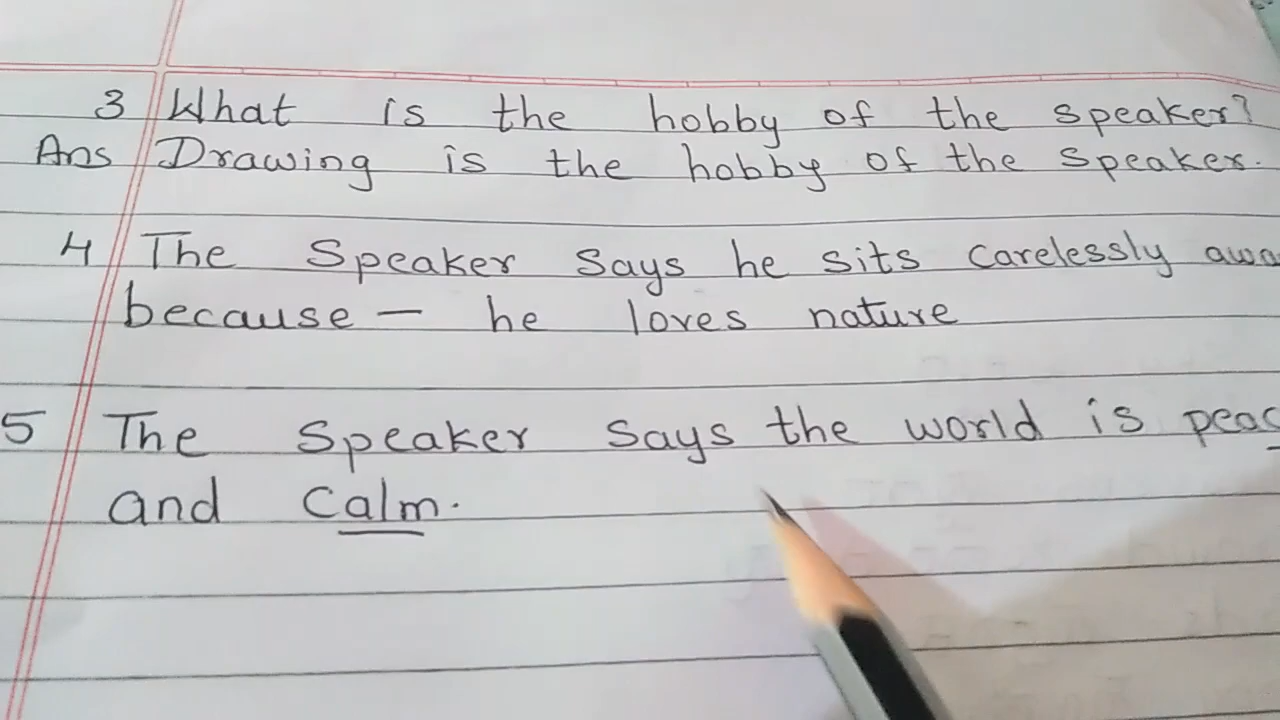 3 What is the hobby of the speaker?
Ans Drawing is the hobby of the speaker.
4 The Speaker Says he sits carelessly
because – he loves nature
5 The Speaker Says the world is
and Calm.